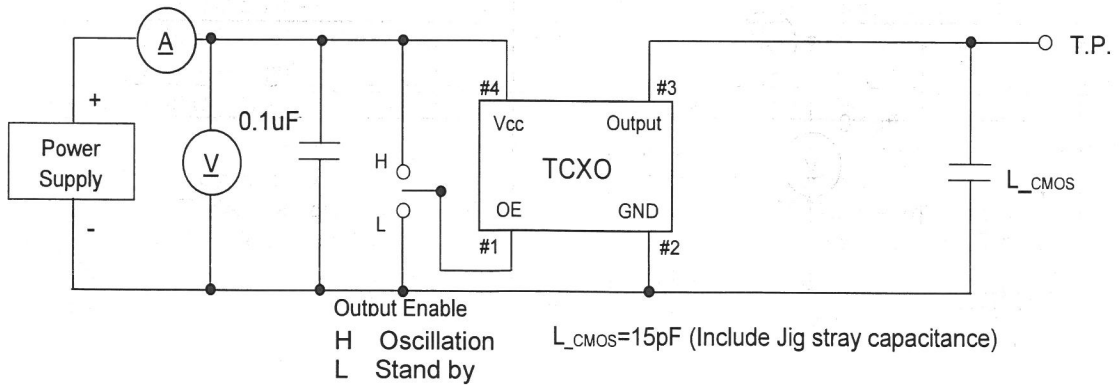 A
T.P.
#4
#3
+
0.1uF
Vcc
Output
Power
Supply
V
H
TCXO
L_CMOS
L
OE
GND
-
#1
#2
Output Enable
H Oscillation
L Stand by
L_CMOS=15pF (Include Jig stray capacitance)